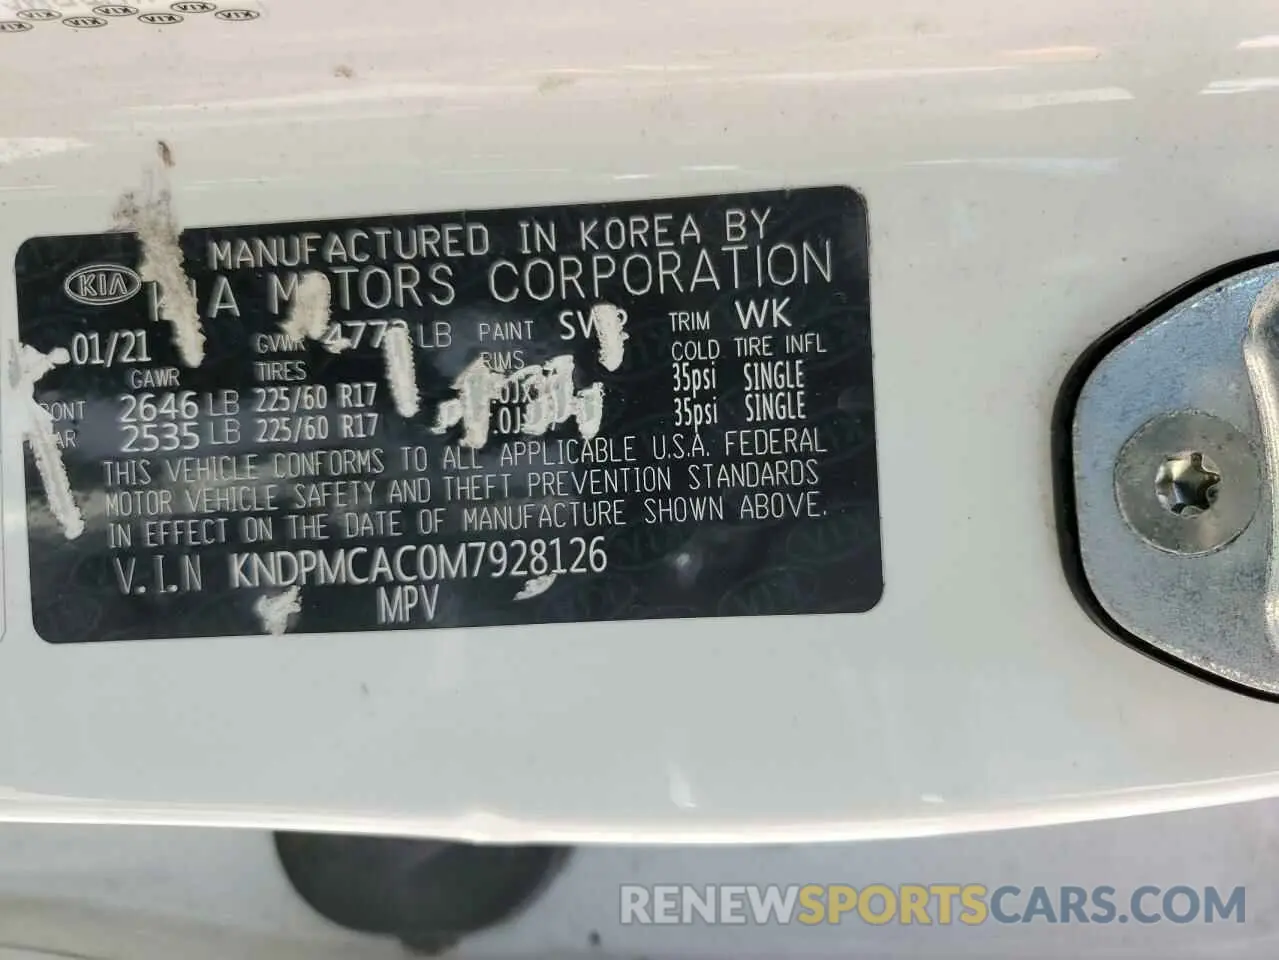 MANUFACTURED IN KOREA BY
KIA MOTORS CORPORATION
01/21 GVWR LB PAINT TRIM WK
GAWR TIRES RIMS COLD TIRE INFL
2646 LB 225/60 R17 35psi SINGLE
2535 LB 225/60 R17 35psi SINGLE
THIS VEHICLE CONFORMS TO ALL APPLICABLE U.S.A. FEDERAL
MOTOR VEHICLE SAFETY AND THEFT PREVENTION STANDARDS
IN EFFECT ON THE DATE OF MANUFACTURE SHOWN ABOVE.
V.I.N KNDPMCAC0M7928126
MPV
RENEWSPORTSCARS.COM